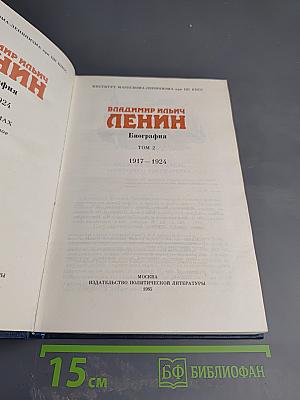 ИНСТИТУТ МАРКСИЗМА-ЛЕНИНИЗМА при ЦК КПСС
ВЛАДИМИР ИЛЬИЧ
ЛЕНИН
Биография
ТОМ 2
1917—1924
МОСКВА
ИЗДАТЕЛЬСТВО ПОЛИТИЧЕСКОЙ ЛИТЕРАТУРЫ
1985
15 см
БФ БИБЛИОФАН